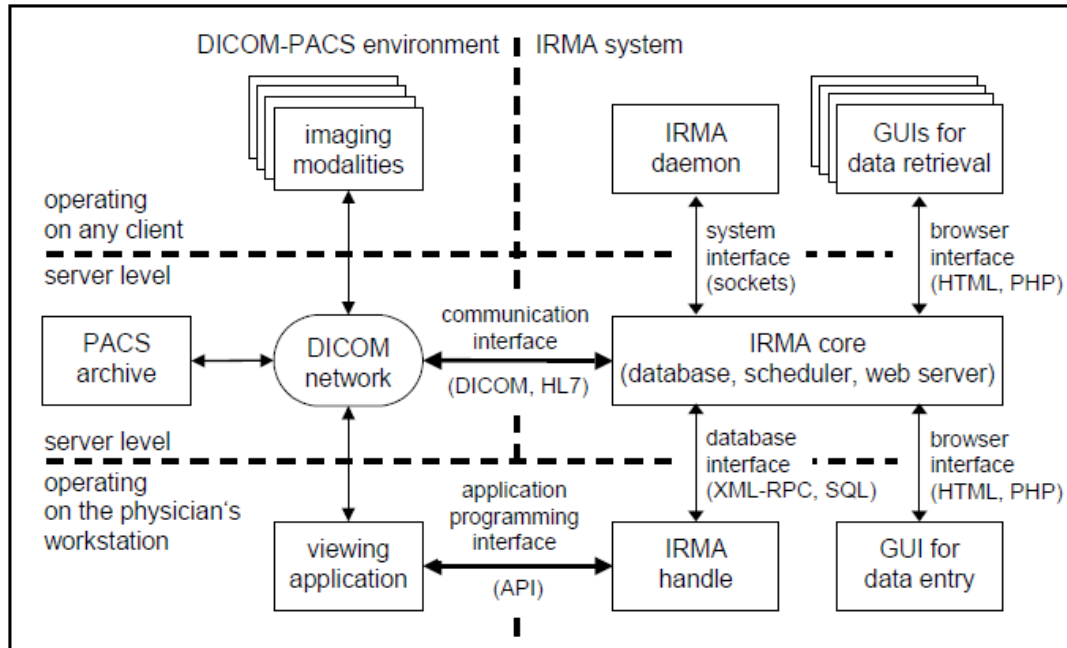 DICOM-PACS environment
IRMA system
imaging
modalities
IRMA
daemon
GUIs for
data retrieval
operating
on any client
server level
system
interface
(sockets)
browser
interface
(HTML, PHP)
PACS
archive
DICOM
network
communication
interface
(DICOM, HL7)
IRMA core
(database, scheduler, web server)
server level
operating
on the physician's
workstation
database
interface
(XML-RPC, SQL)
browser
interface
(HTML, PHP)
viewing
application
application
programming
interface
(API)
IRMA
handle
GUI for
data entry